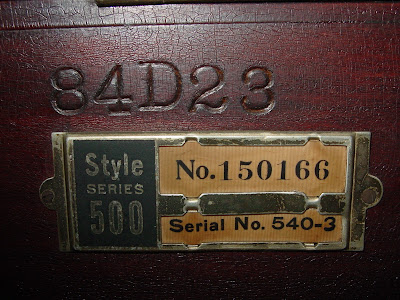 84D23
Style
SERIES
500
No. 150166
Serial No. 540-3